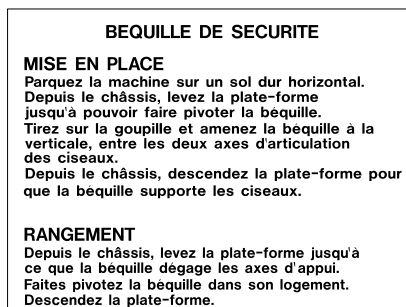 BEQUILLE DE SECURITE
MISE EN PLACE
Parquez la machine sur un sol dur horizontal.
Depuis le châssis, levez la plate-forme
jusqu'à pouvoir faire pivoter la béquille.
Tirez sur la goupille et amenez la béquille à la
verticale, entre les deux axes d'articulation
des ciseaux.
Depuis le châssis, descendez la plate-forme pour
que la béquille supporte les ciseaux.
RANGEMENT
Depuis le châssis, levez la plate-forme jusqu'à
ce que la béquille dégage les axes d'appui.
Faites pivotez la béquille dans son logement.
Descendez la plate-forme.